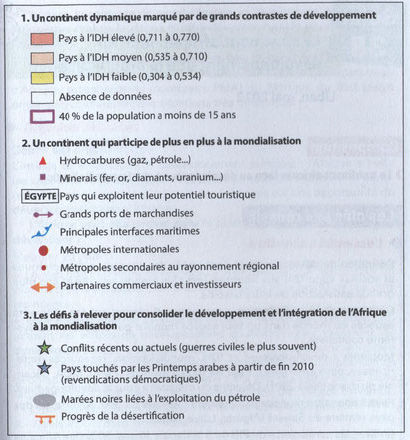 1. Un continent dynamique marqué par de grands contrastes de développement
Pays à l'IDH élevé (0,711 à 0,770)
Pays à l'IDH moyen (0,535 à 0,710)
Pays à l'IDH faible (0,304 à 0,534)
Absence de données
40 % de la population a moins de 15 ans
2. Un continent qui participe de plus en plus à la mondialisation
Hydrocarbures (gaz, pétrole...)
Minerais (fer, or, diamants, uranium...)
ÉGYPTE Pays qui exploitent leur potentiel touristique
Grands ports de marchandises
Principales interfaces maritimes
Métropoles internationales
Métropoles secondaires au rayonnement régional
Partenaires commerciaux et investisseurs
3. Les défis à relever pour consolider le développement et l'intégration de l'Afrique
à la mondialisation
Conflits récents ou actuels (guerres civiles le plus souvent)
Pays touchés par les Printemps arabes à partir de fin 2010
(revendications démocratiques)
Marées noires liées à l'exploitation du pétrole
Progrès de la désertification